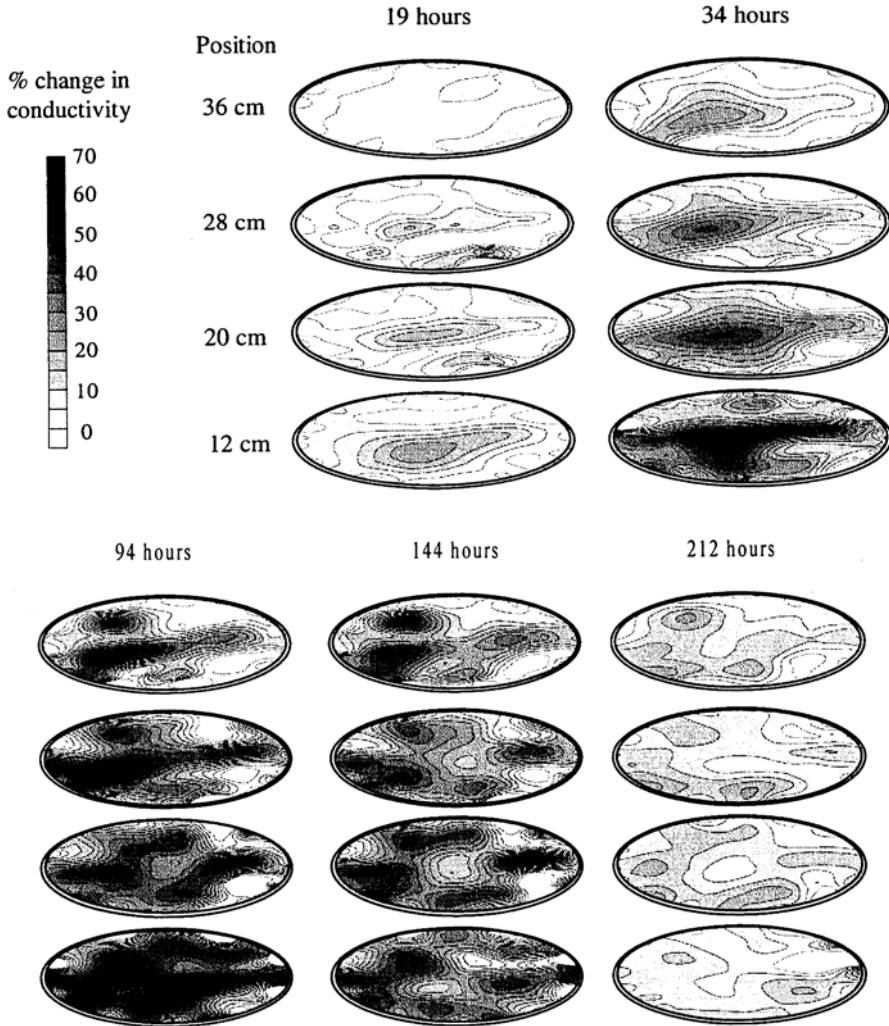 19 hours
34 hours
Position
% change in
conductivity
36 cm
28 cm
20 cm
12 cm
70
60
50
40
30
20
10
0
94 hours
144 hours
212 hours